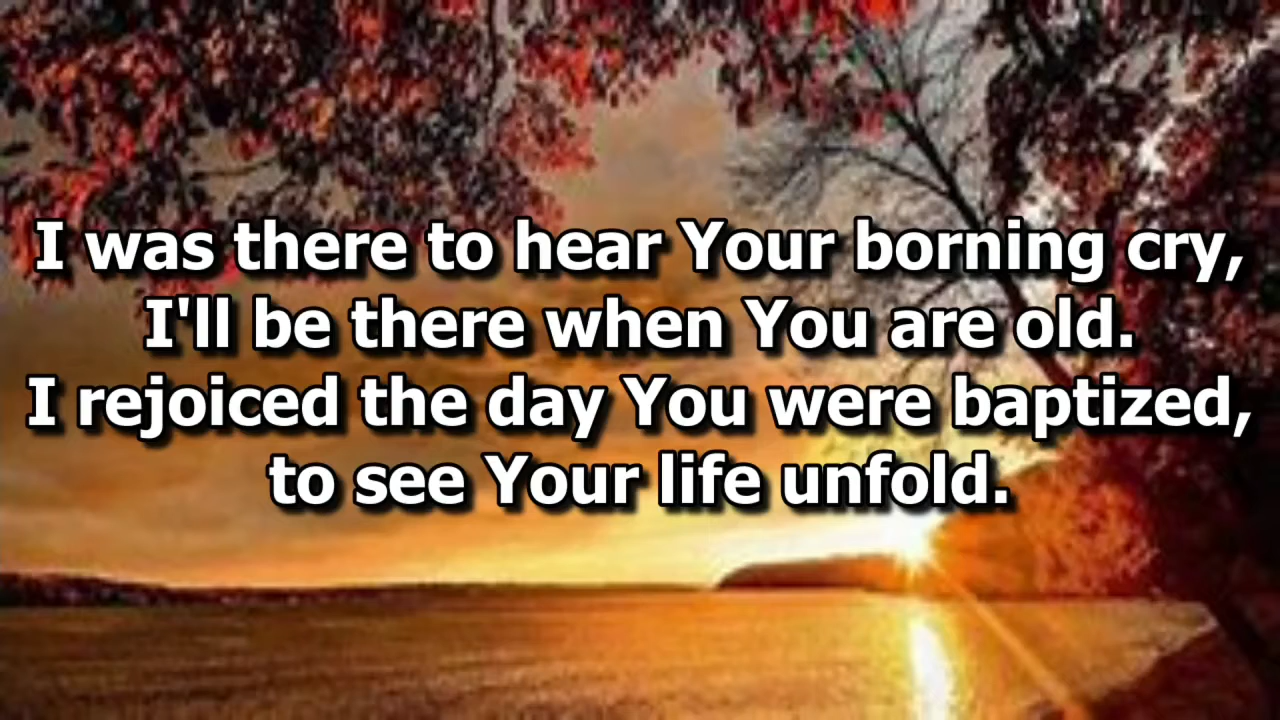 I was there to hear Your borning cry,
I'll be there when You are old.
I rejoiced the day You were baptized,
to see Your life unfold.